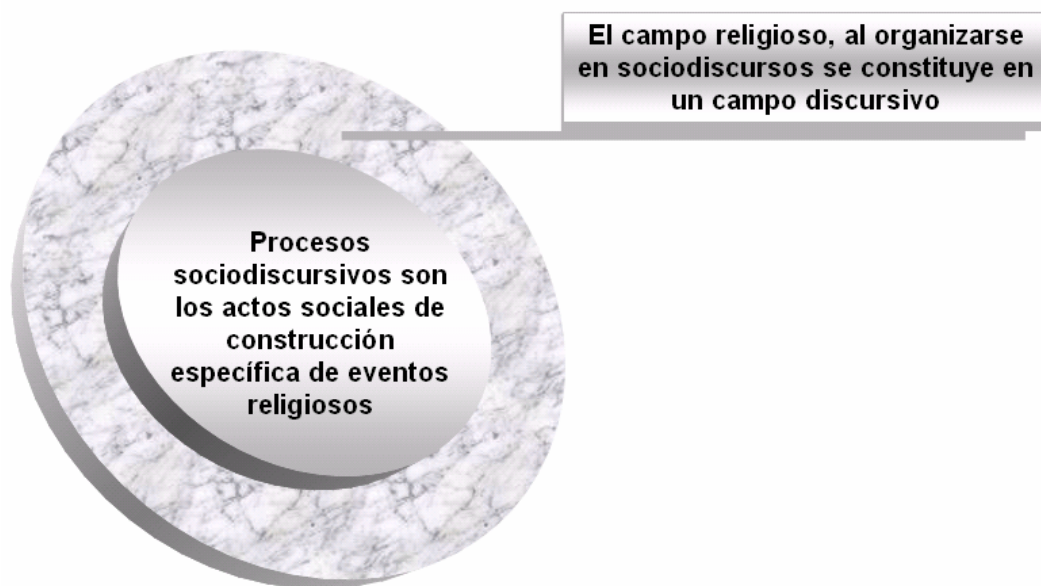 El campo religioso, al organizarse
en sociodiscursos se constituye en
un campo discursivo
Procesos
sociodiscursivos son
los actos sociales de
construcción
específica de eventos
religiosos